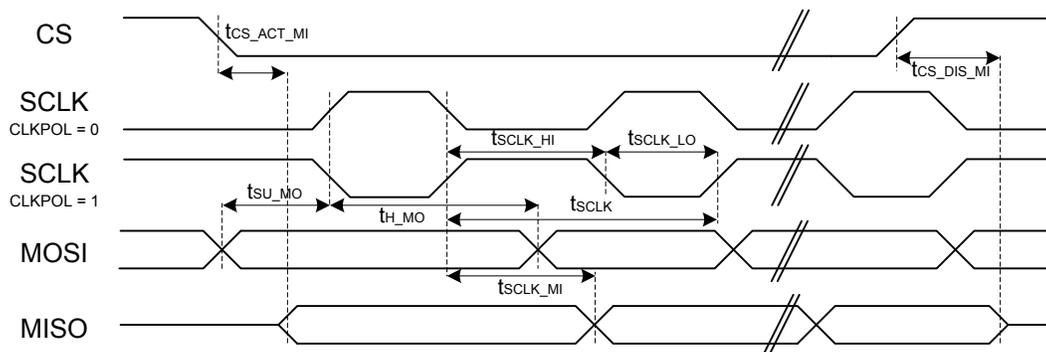 CS
tCS_ACT_MI
tCS_DIS_MI
SCLK
CLKPOL = 0
tSCLK_HI
tSCLK_LO
SCLK
CLKPOL = 1
tSU_MO
tH_MO
tSCLK
MOSI
tSCLK_MI
MISO